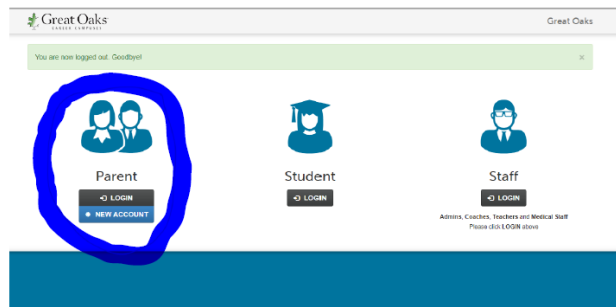 Great Oaks
CAREER CAMPUSES
Great Oaks
You are now logged out. Goodbye!
×
Parent
LOGIN
NEW ACCOUNT
Student
LOGIN
Staff
LOGIN
Admins, Coaches, Teachers and Medical Staff
Please click LOGIN above